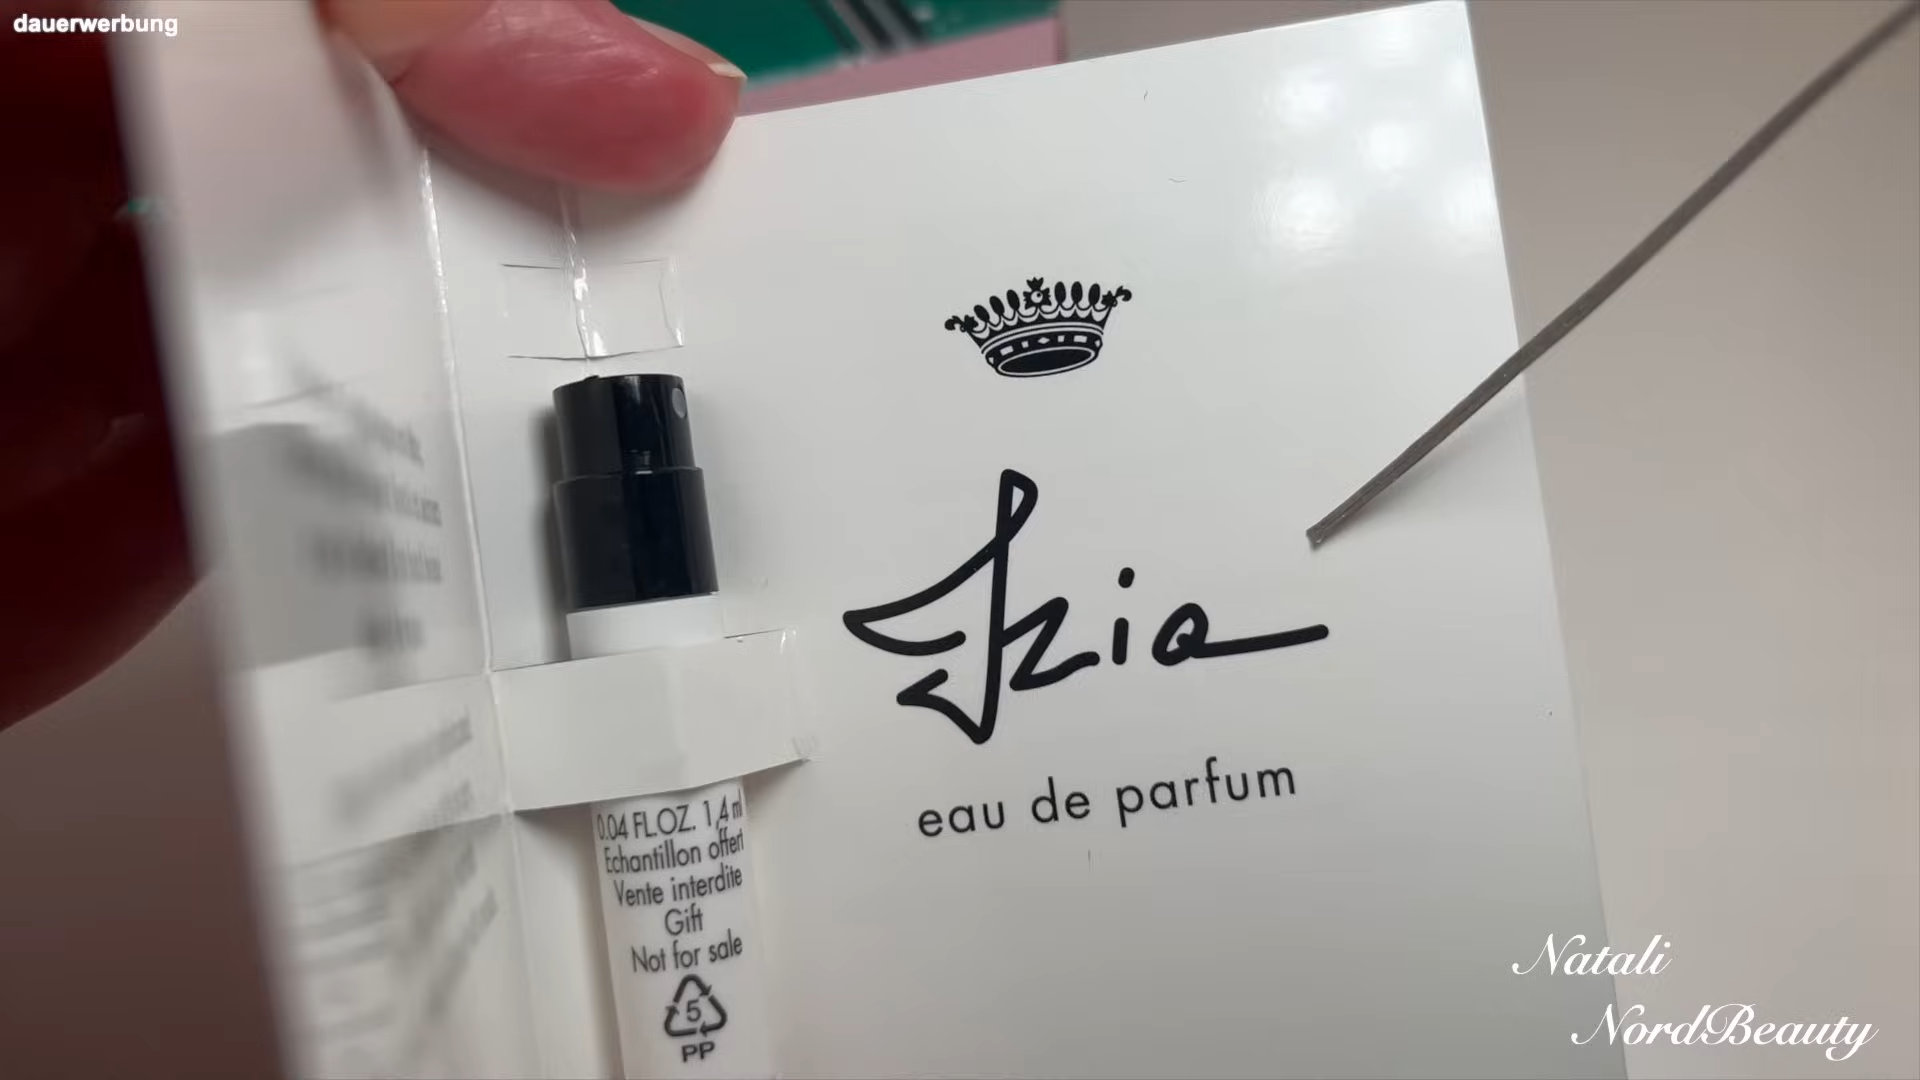 dauerwerbung
Izia
eau de parfum
0.04 FL.OZ. 1,4 ml
Echantillon offert
Vente interdite
Gift
Not for sale
5
PP
Natali
NordBeauty